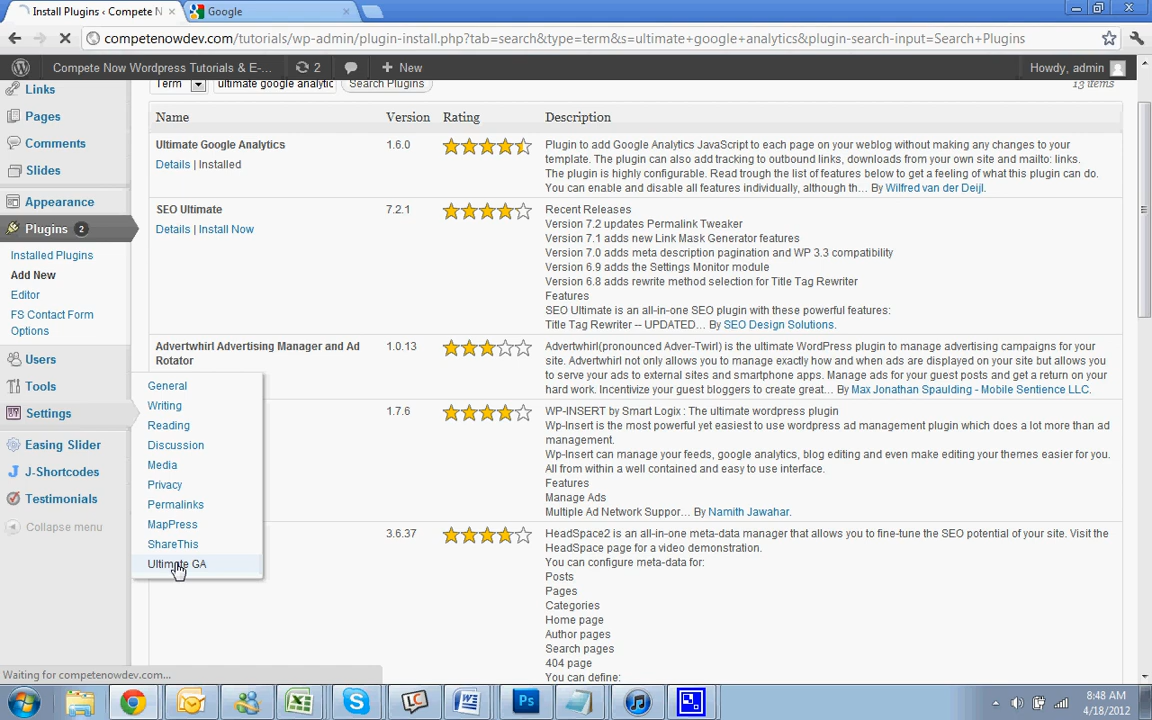 Install Plugins ‹ Compete N
Google
competenowdev.com/tutorials/wp-admin/plugin-install.php?tab=search&type=term&s=ultimate+google+analytics&plugin-search-input=Search+Plugins
Compete Now Wordpress Tutorials & E-... 2 + New Howdy, admin
Links
Pages
Comments
Slides
Appearance
Plugins 2
Installed Plugins
Add New
Editor
FS Contact Form
Options
Users
Tools
Settings
Easing Slider
J-Shortcodes
Testimonials
Collapse menu
General
Writing
Reading
Discussion
Media
Privacy
Permalinks
MapPress
ShareThis
Ultimate GA
Term ultimate google analytic Search Plugins 13 items
Name Version Rating Description
Ultimate Google Analytics 1.6.0
Details | Installed
Plugin to add Google Analytics JavaScript to each page on your weblog without making any changes to your
template. The plugin can also add tracking to outbound links, downloads from your own site and mailto: links.
The plugin is highly configurable. Read trough the list of features below to get a feeling of what this plugin can do.
You can enable and disable all features individually, although th… By Wilfred van der Deijl.
SEO Ultimate 7.2.1
Details | Install Now
Recent Releases
Version 7.2 updates Permalink Tweaker
Version 7.1 adds new Link Mask Generator features
Version 7.0 adds meta description pagination and WP 3.3 compatibility
Version 6.9 adds the Settings Monitor module
Version 6.8 adds rewrite method selection for Title Tag Rewriter
Features
SEO Ultimate is an all-in-one SEO plugin with these powerful features:
Title Tag Rewriter -- UPDATED… By SEO Design Solutions.
Advertwhirl Advertising Manager and Ad
Rotator
1.0.13
Advertwhirl(pronounced Adver-Twirl) is the ultimate WordPress plugin to manage advertising campaigns for your
site. Advertwhirl not only allows you to manage exactly how and when ads are displayed on your site but allows you
to serve your ads to external sites and smartphone apps. Manage ads for your guest posts and get a return on your
hard work. Incentivize your guest bloggers to create great… By Max Jonathan Spaulding - Mobile Sentience LLC.
1.7.6
WP-INSERT by Smart Logix : The ultimate wordpress plugin
Wp-Insert is the most powerful yet easiest to use wordpress ad management plugin which does a lot more than ad
management.
Wp-Insert can manage your feeds, google analytics, blog editing and even make editing your themes easier for you.
All from within a well contained and easy to use interface.
Features
Manage Ads
Multiple Ad Network Suppor… By Namith Jawahar.
3.6.37
HeadSpace2 is an all-in-one meta-data manager that allows you to fine-tune the SEO potential of your site. Visit the
HeadSpace page for a video demonstration.
You can configure meta-data for:
Posts
Pages
Categories
Home page
Author pages
Search pages
404 page
You can define:
Waiting for competenowdev.com...
8:48 AM
4/18/2012